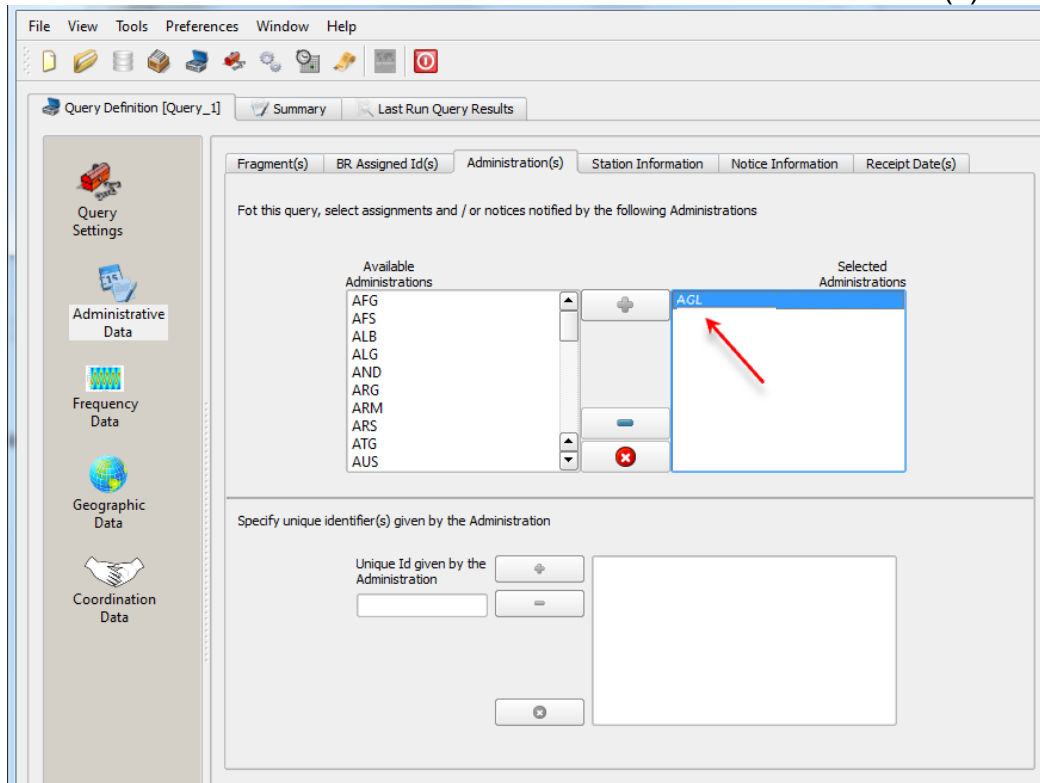 (s)
File View Tools Preferences Window Help
Query Definition [Query_1] Summary Last Run Query Results
Query
Settings
Administrative
Data
Frequency
Data
Geographic
Data
Coordination
Data
Fragment(s) BR Assigned Id(s) Administration(s) Station Information Notice Information Receipt Date(s)
Fot this query, select assignments and / or notices notified by the following Administrations
Available
Administrations
AFG
AFS
ALB
ALG
AND
ARG
ARM
ARS
ATG
AUS
Selected
Administrations
AGL
Specify unique identifier(s) given by the Administration
Unique Id given by the
Administration